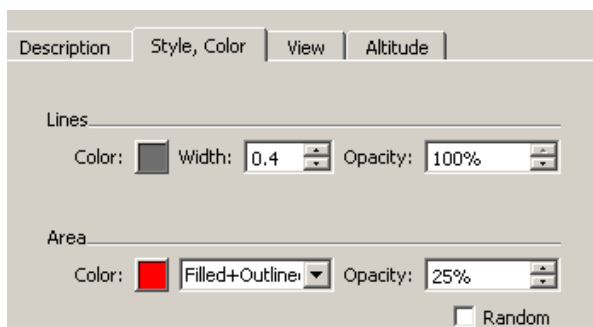 Description Style, Color View Altitude
Lines
Color: Width: 0.4 Opacity: 100%
Area
Color: Filled+Outline Opacity: 25%
Random